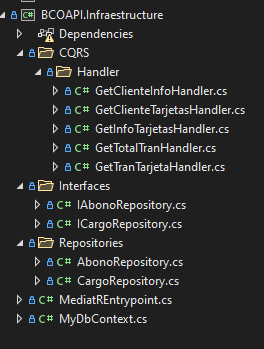 BCOAPI.Infraestructure
Dependencies
CQRS
Handler
GetClienteInfoHandler.cs
GetClienteTarjetasHandler.cs
GetInfoTarjetasHandler.cs
GetTotalTranHandler.cs
GetTranTarjetaHandler.cs
Interfaces
IAbonoRepository.cs
ICargoRepository.cs
Repositories
AbonoRepository.cs
CargoRepository.cs
MediatREntrypoint.cs
MyDbContext.cs